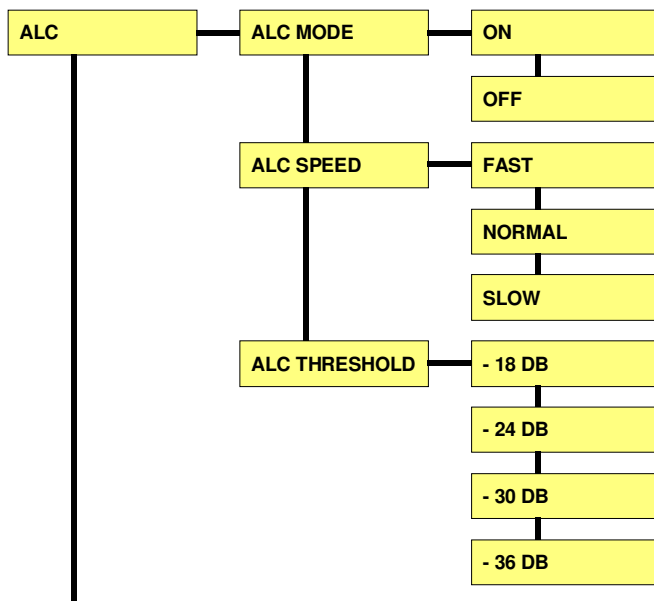 ALC
ALC MODE
ON
OFF
ALC SPEED
FAST
NORMAL
SLOW
ALC THRESHOLD
- 18 DB
- 24 DB
- 30 DB
- 36 DB